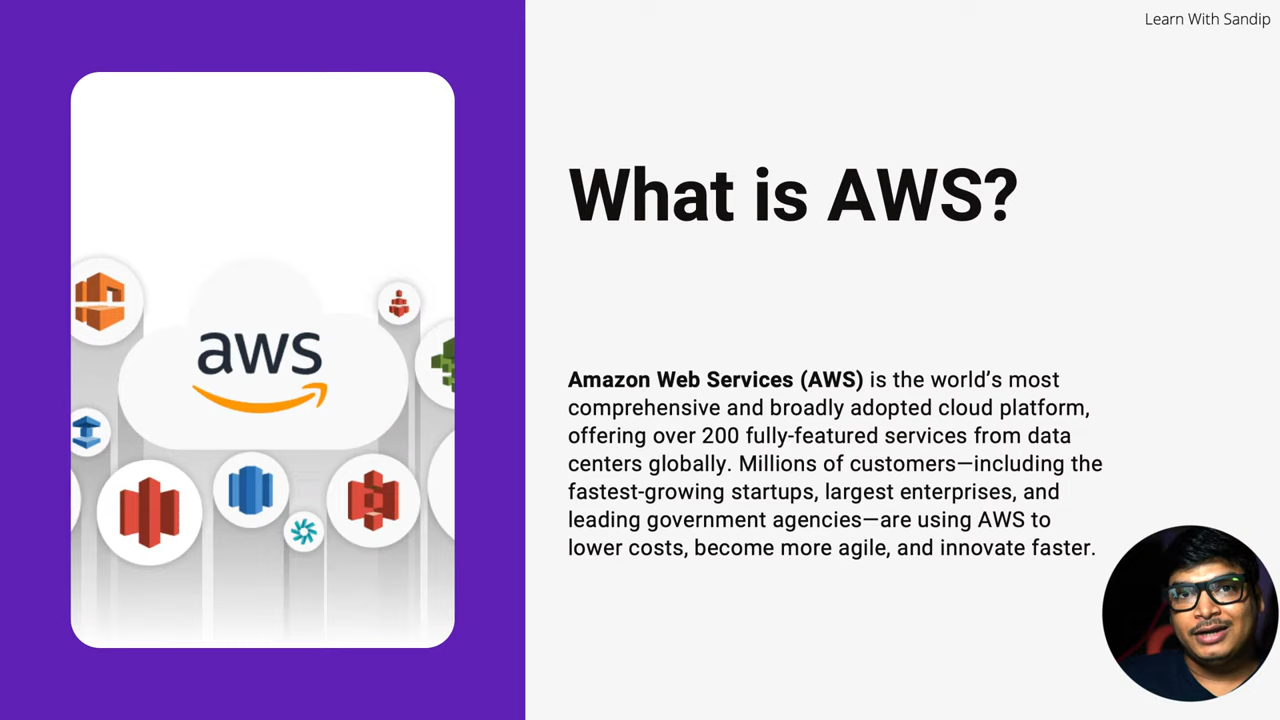 Learn With Sandip
What is AWS?
aws
Amazon Web Services (AWS) is the world’s most
comprehensive and broadly adopted cloud platform,
offering over 200 fully-featured services from data
centers globally. Millions of customers—including the
fastest-growing startups, largest enterprises, and
leading government agencies—are using AWS to
lower costs, become more agile, and innovate faster.